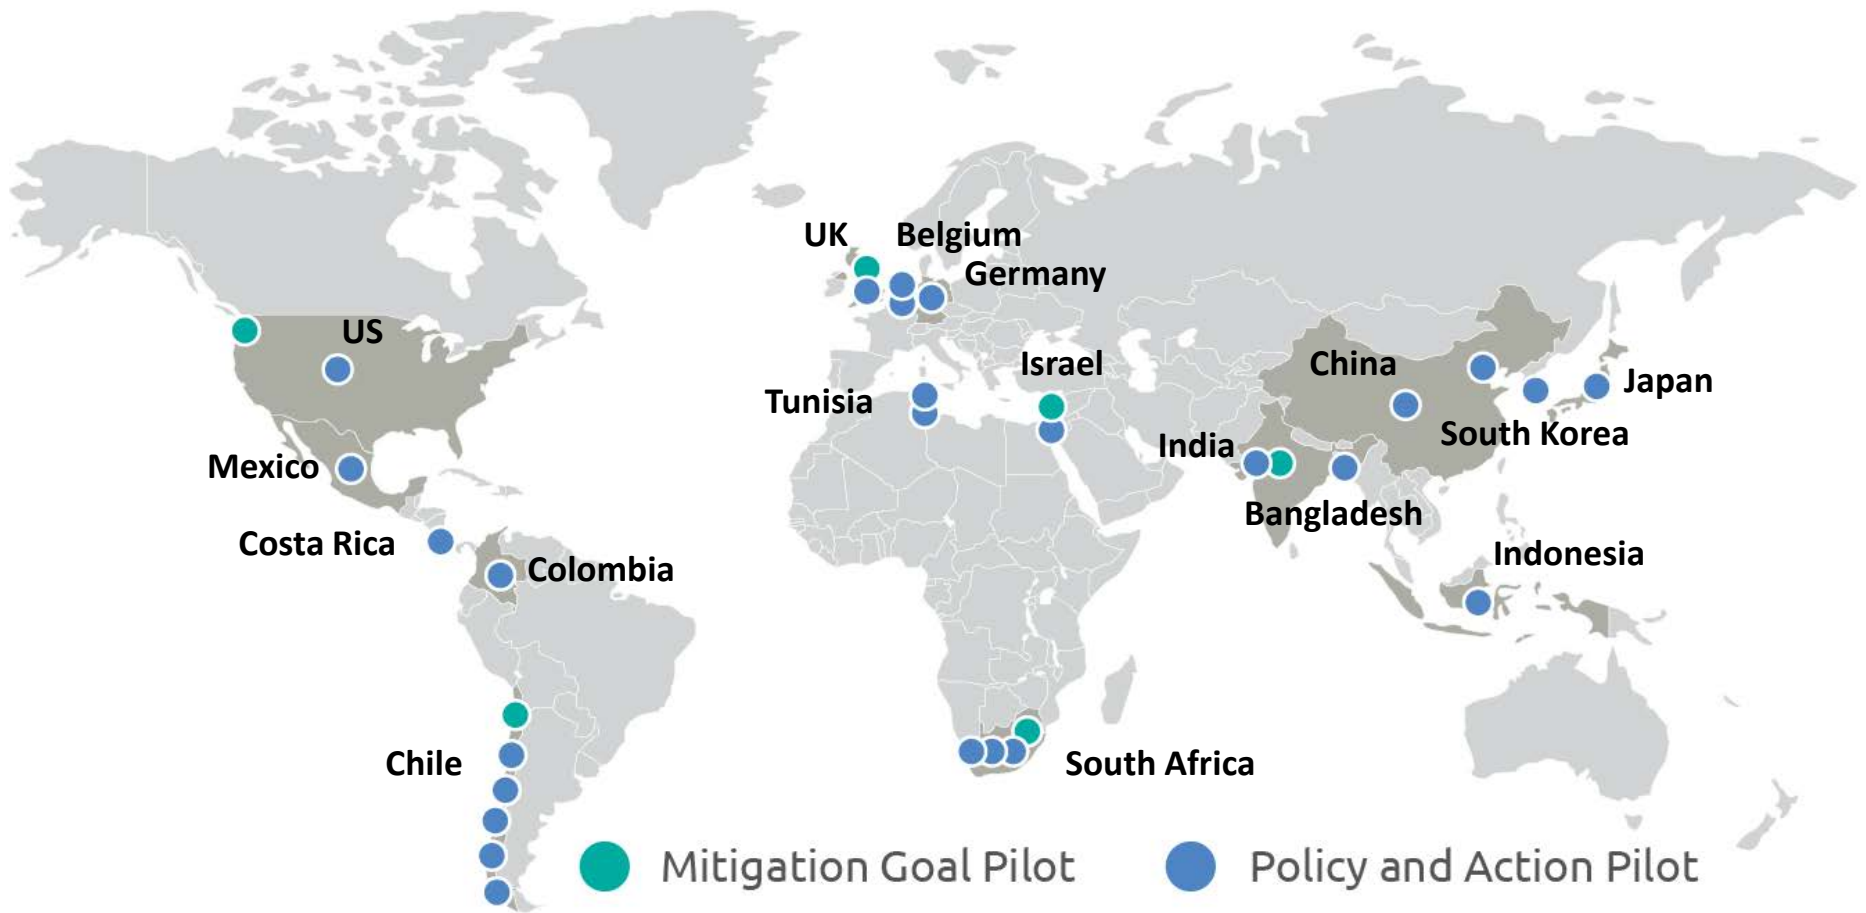 UK
Belgium
Germany
US
Israel
China
Japan
Tunisia
South Korea
India
Mexico
Bangladesh
Costa Rica
Indonesia
Colombia
Chile
South Africa
Mitigation Goal Pilot
Policy and Action Pilot